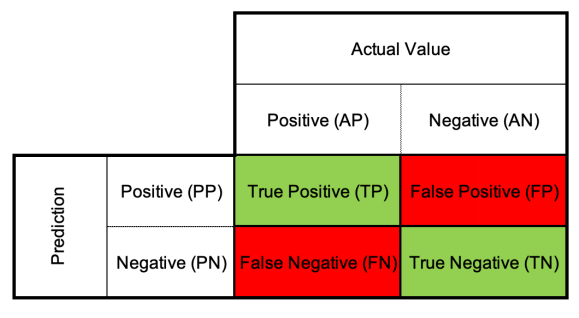 Actual Value
Positive (AP)
Negative (AN)
Prediction
Positive (PP)
True Positive (TP)
False Positive (FP)
Negative (PN)
False Negative (FN)
True Negative (TN)